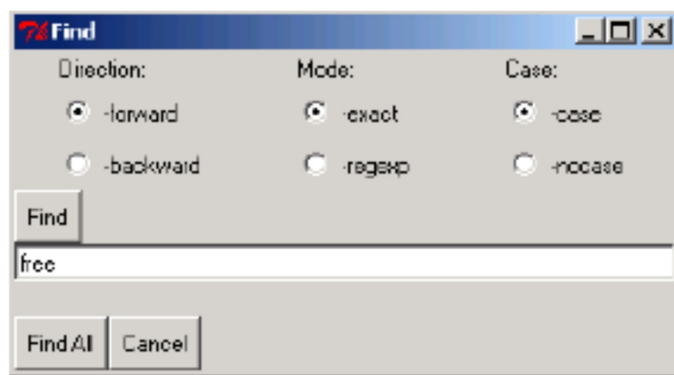 Find
Direction: Mode: Case:
-forward -exact -case
-backward -regexp -nocase
Find
free
Find All Cancel